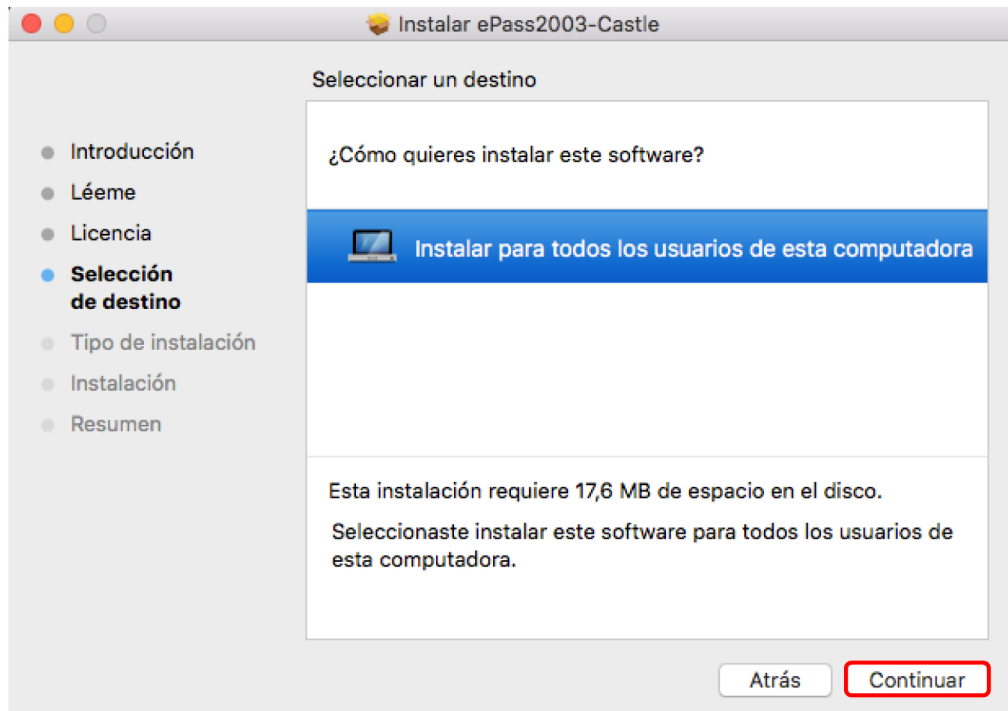 Instalar ePass2003-Castle
Seleccionar un destino
Introducción
Léeme
Licencia
Selección
de destino
Tipo de instalación
Instalación
Resumen
¿Cómo quieres instalar este software?
Instalar para todos los usuarios de esta computadora
Esta instalación requiere 17,6 MB de espacio en el disco.
Seleccionaste instalar este software para todos los usuarios de
esta computadora.
Atrás
Continuar